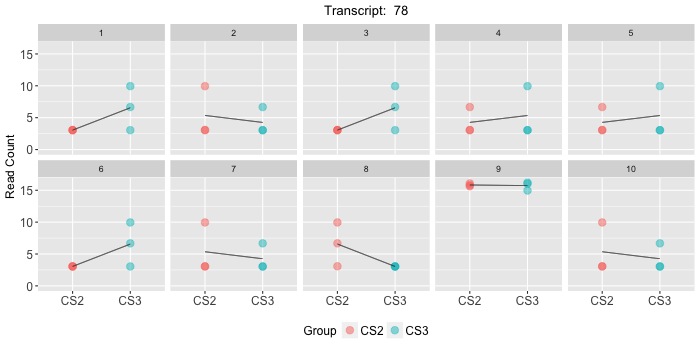 Transcript: 78
1 2 3 4 5
15
10
5
0
Read Count
6 7 8 9 10
15
10
5
0
CS2 CS3 CS2 CS3 CS2 CS3 CS2 CS3 CS2 CS3
Group CS2 CS3